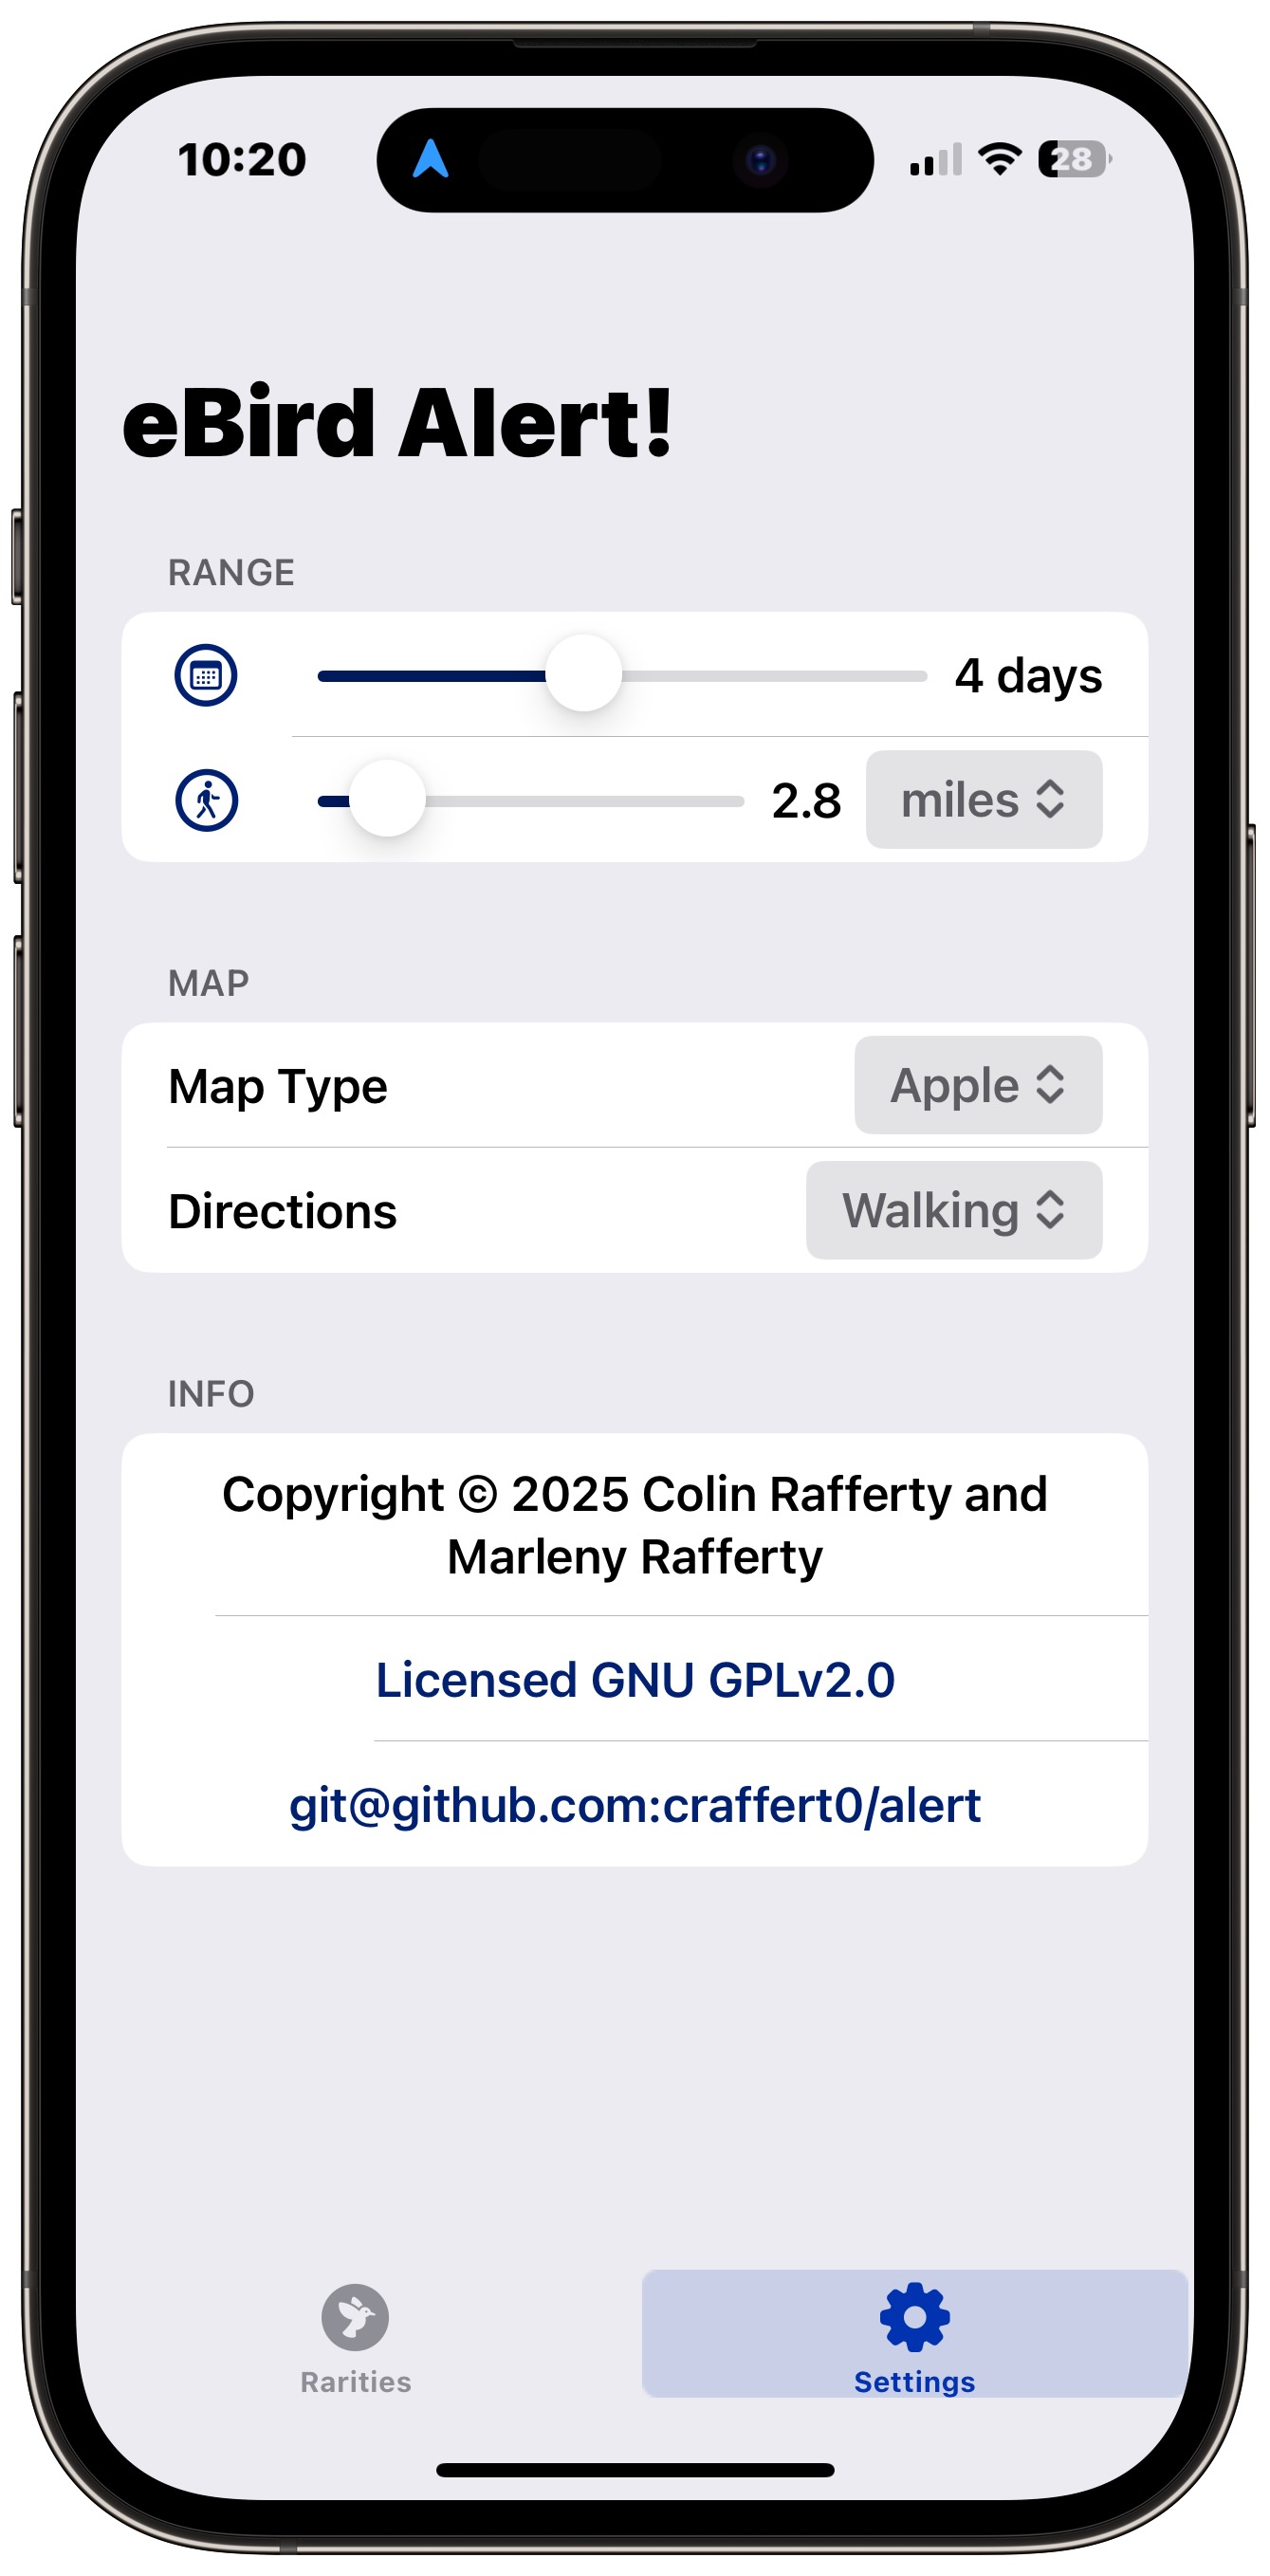 10:20
28
eBird Alert!
RANGE
4 days
2.8 miles
MAP
Map Type Apple
Directions Walking
INFO
Copyright © 2025 Colin Rafferty and
Marleny Rafferty
Licensed GNU GPLv2.0
git@github.com:craffert0/alert
Rarities
Settings